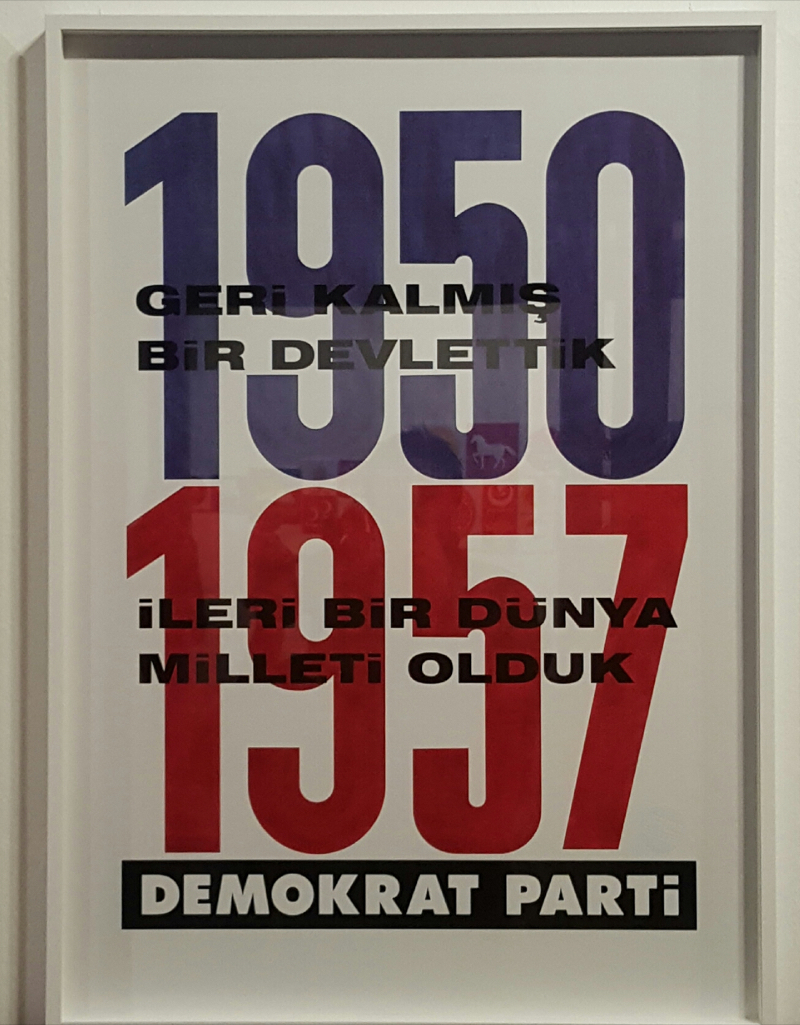 1950
GERİ KALMIŞ
BİR DEVLETTİK
1957
İLERİ BİR DÜNYA
MİLLETİ OLDUK
DEMOKRAT PARTİ